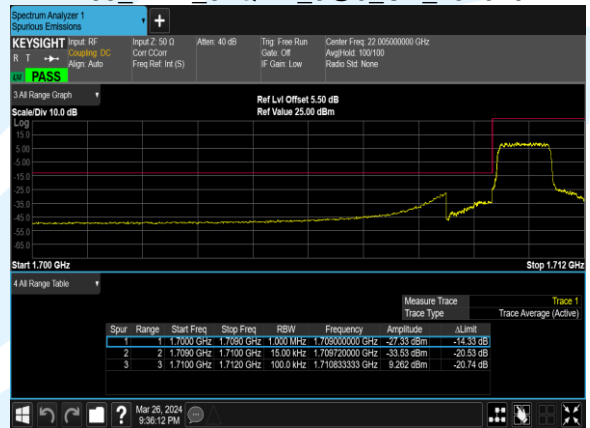 Spectrum Analyzer 1
Spurious Emissions
KEYSIGHT Input: RF Input Z: 50 Ω Atten: 40 dB Trig: Free Run Center Freq: 22.005000000 GHz
R T Coupling: DC Corr CCorr Gate: Off Avg|Hold: 100/100
Align: Auto Freq Ref: Int (S) IF Gain: Low Radio Std: None
LW PASS
3 All Range Graph
Ref Lvl Offset 5.50 dB
Scale/Div 10.0 dB Ref Value 25.00 dBm
Log
15.0
5.00
-5.00
-15.0
-25.0
-35.0
-45.0
-55.0
-65.0
Start 1.700 GHz Stop 1.712 GHz
4 All Range Table
Measure Trace Trace 1
Trace Type Trace Average (Active)
Spur Range Start Freq Stop Freq RBW Frequency Amplitude ΔLimit
1 1 1.7000 GHz 1.7090 GHz 1.000 MHz 1.709000000 GHz -27.33 dBm -14.33 dB
2 2 1.7090 GHz 1.7100 GHz 15.00 kHz 1.709720000 GHz -33.53 dBm -20.53 dB
3 3 1.7100 GHz 1.7120 GHz 100.0 kHz 1.710833333 GHz 9.262 dBm -20.74 dB
? Mar 26, 2024
9:36:12 PM